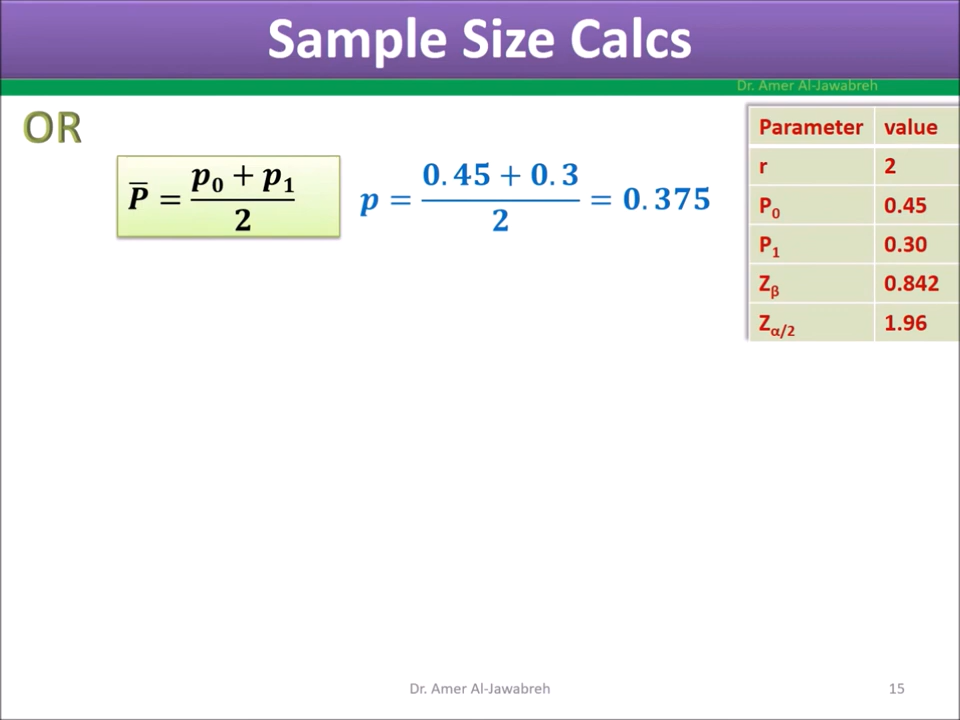 Sample Size Calcs
Dr. Amer Al-Jawabreh
OR
P̅ = (p₀ + p₁)/2
p = (0.45 + 0.3)/2 = 0.375
Parameter value
r 2
P₀ 0.45
P₁ 0.30
Zᵦ 0.842
Z_α/2 1.96
Dr. Amer Al-Jawabreh 15